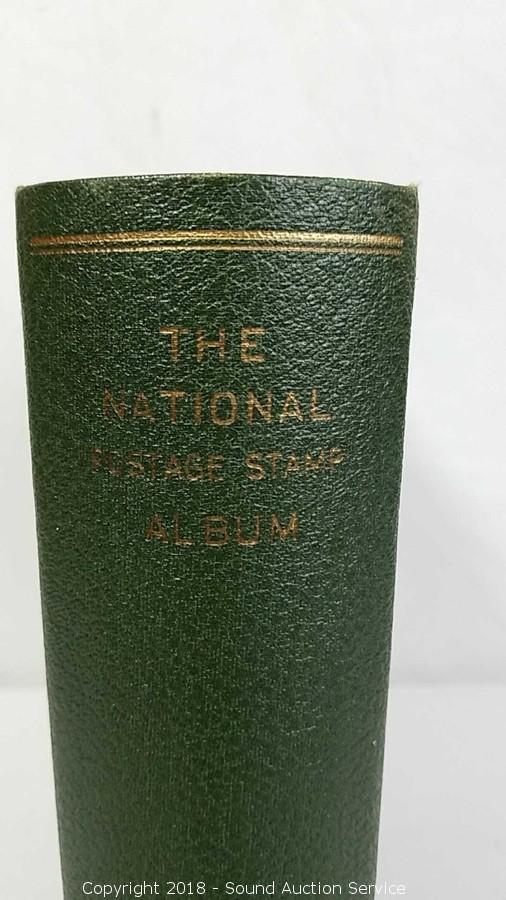 THE
NATIONAL
POSTAGE STAMP
ALBUM
Copyright 2018 - Sound Auction Service